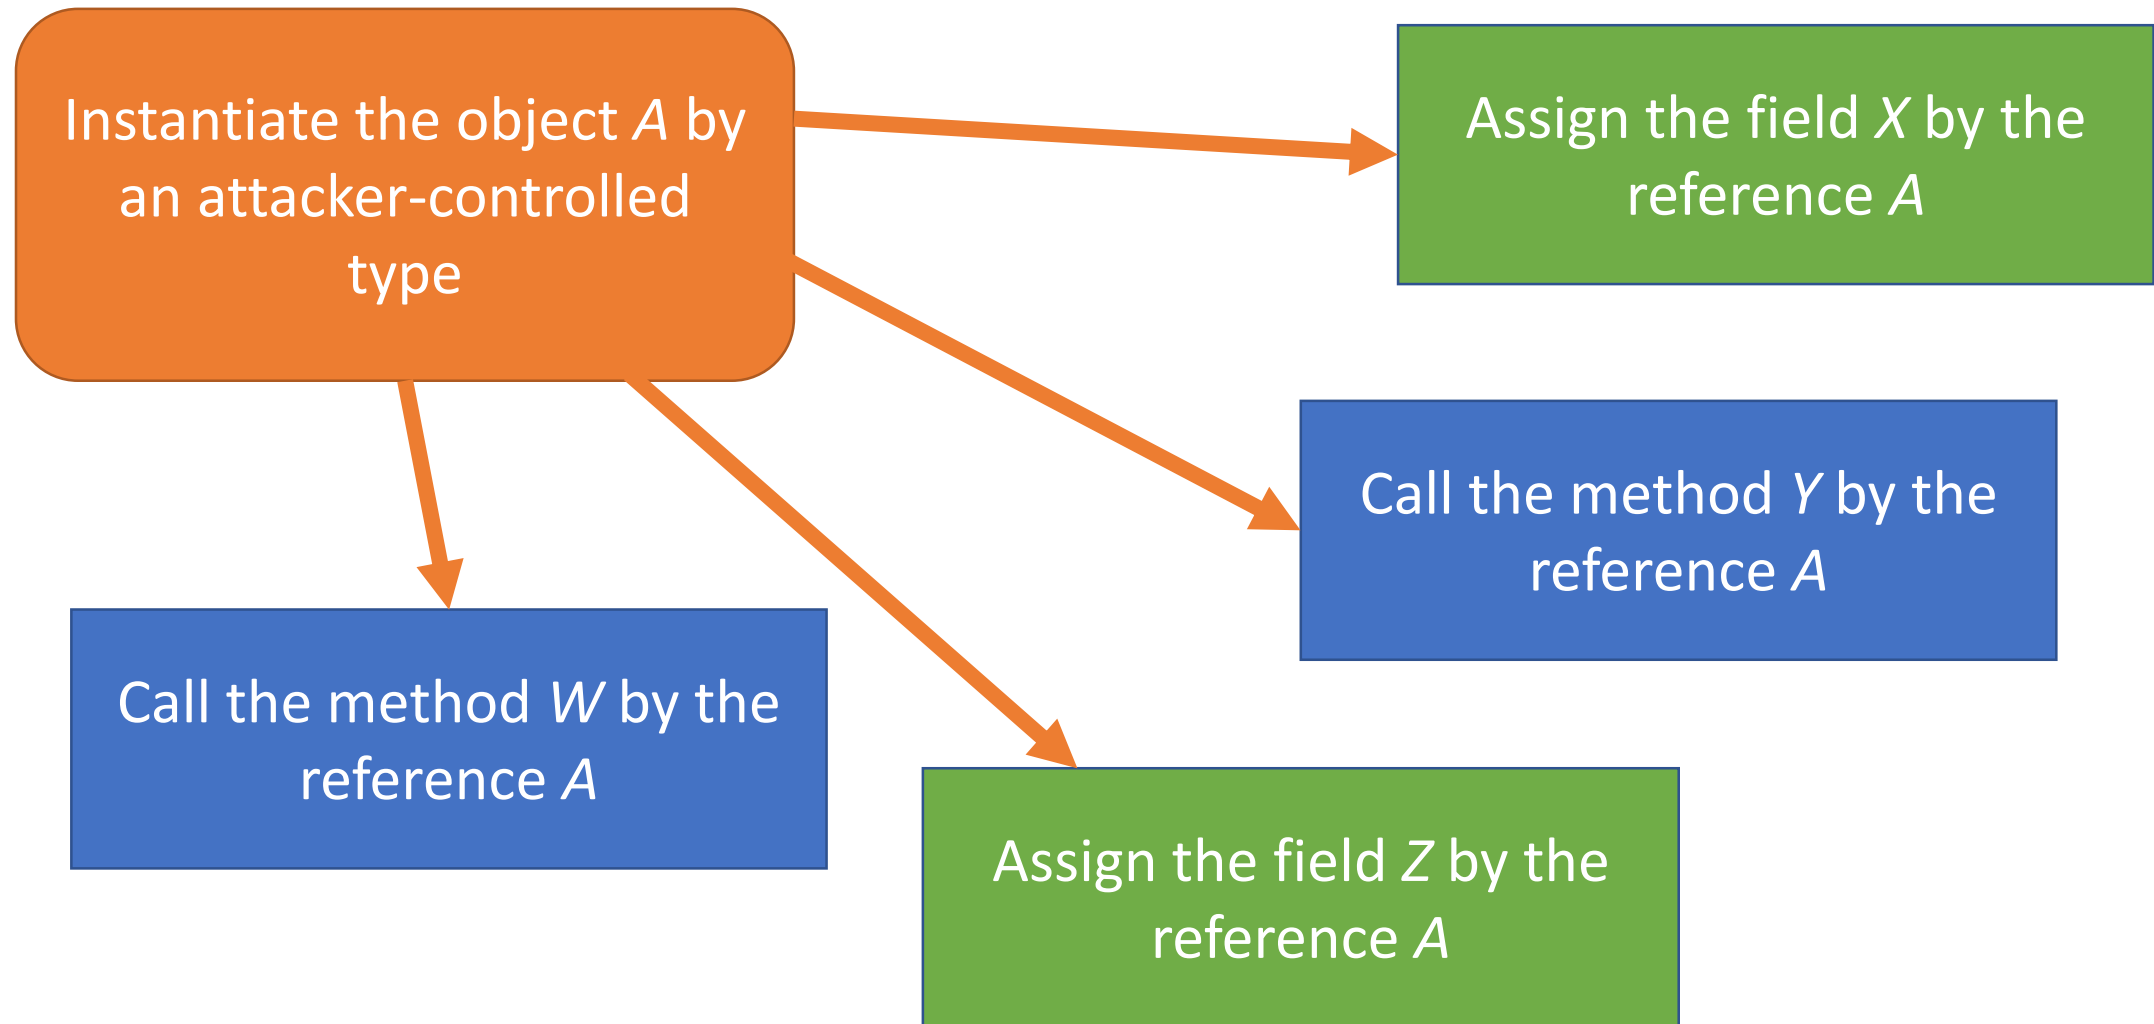 Instantiate the object A by
an attacker-controlled
type
Assign the field X by the
reference A
Call the method Y by the
reference A
Call the method W by the
reference A
Assign the field Z by the
reference A